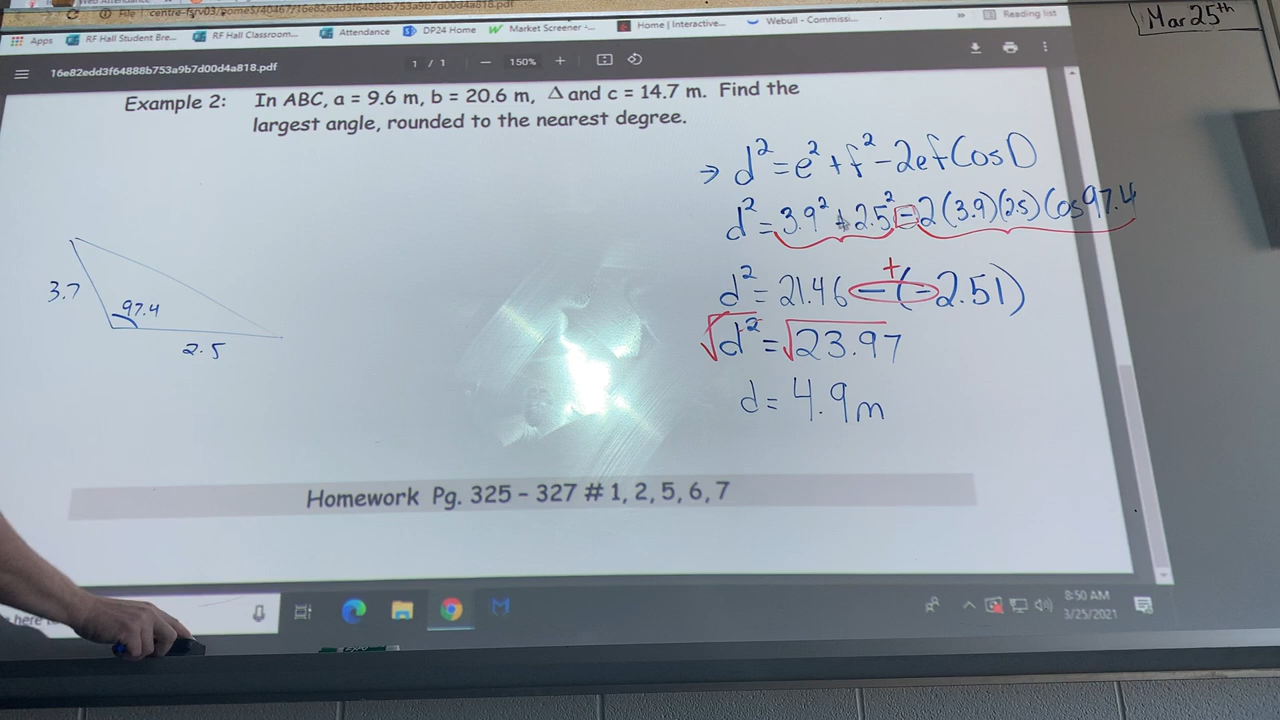 16e82edd3f64888b753a9b7d00d4a818.pdf
Mar 25th
Apps RF Hall Student Bre... RF Hall Classroom... Attendance DP24 Home Market Screener -... Home | Interactive... Webull - Commissi... » Reading list
16e82edd3f64888b753a9b7d00d4a818.pdf 1 / 1 — 150% +
Example 2: In ABC, a = 9.6 m, b = 20.6 m, Δ and c = 14.7 m. Find the
largest angle, rounded to the nearest degree.
→ d² = e² + f² - 2ef Cos D
d² = 3.9² + 2.5² - 2(3.9)(2.5) Cos 97.4
3.7
97.4
2.5
+
d² = 21.46 - (-2.51)
√d² = √23.97
d = 4.9m
Homework Pg. 325 - 327 # 1, 2, 5, 6, 7
here
8:50 AM
3/25/2021